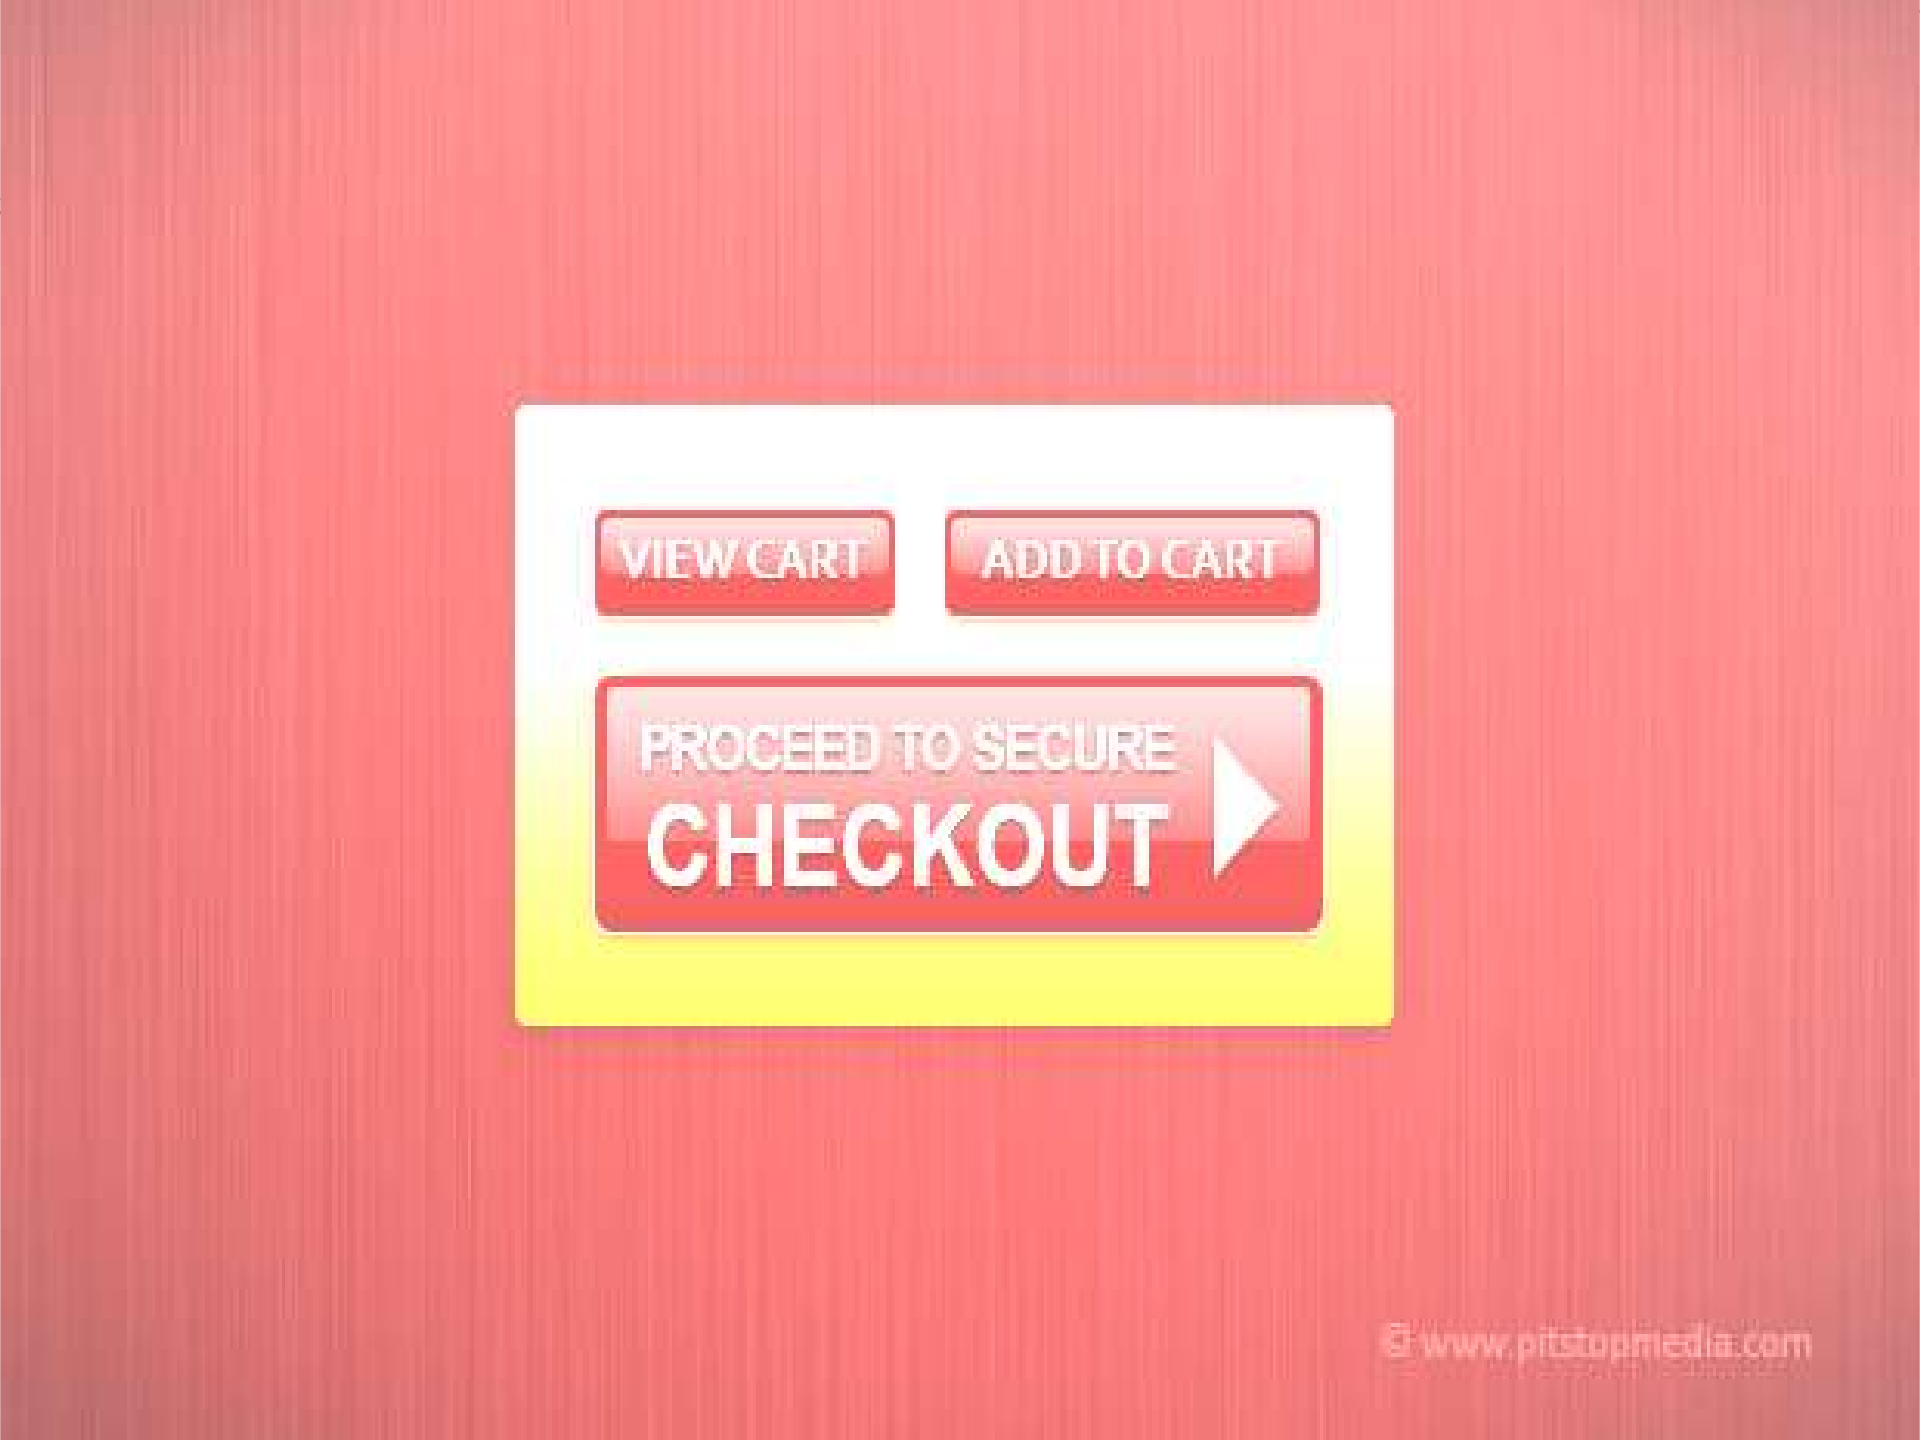 VIEW CART
ADD TO CART
PROCEED TO SECURE
CHECKOUT
© www.pitstopmedia.com